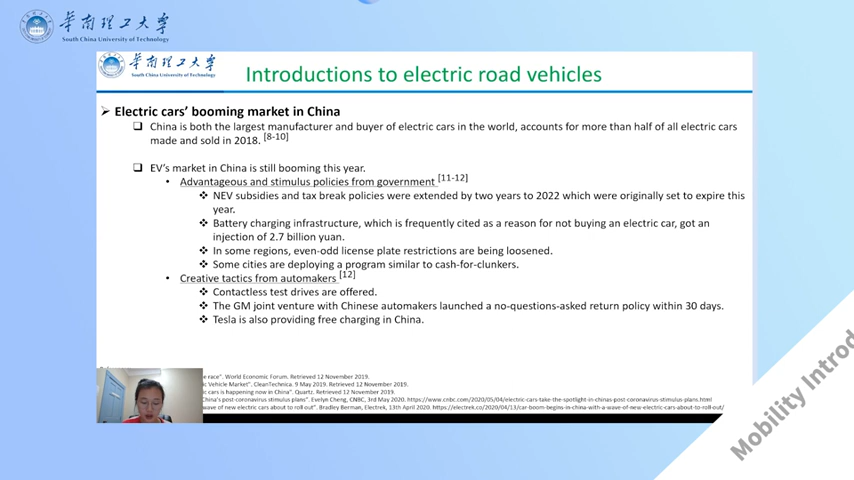 华南理工大学
South China University of Technology
华南理工大学
South China University of Technology
Introductions to electric road vehicles
➢ Electric cars' booming market in China
❑ China is both the largest manufacturer and buyer of electric cars in the world, accounts for more than half of all electric cars
made and sold in 2018. [8-10]
❑ EV's market in China is still booming this year.
• Advantageous and stimulus policies from government [11-12]
❖ NEV subsidies and tax break policies were extended by two years to 2022 which were originally set to expire this
year.
❖ Battery charging infrastructure, which is frequently cited as a reason for not buying an electric car, got an
injection of 2.7 billion yuan.
❖ In some regions, even-odd license plate restrictions are being loosened.
❖ Some cities are deploying a program similar to cash-for-clunkers.
• Creative tactics from automakers [12]
❖ Contactless test drives are offered.
❖ The GM joint venture with Chinese automakers launched a no-questions-asked return policy within 30 days.
❖ Tesla is also providing free charging in China.
e race". World Economic Forum. Retrieved 12 November 2019.
ic Vehicle Market". CleanTechnica. 9 May 2019. Retrieved 12 November 2019.
ic cars is happening now in China". Quartz. Retrieved 12 November 2019.
China's post-coronavirus stimulus plans". Evelyn Cheng, CNBC, 3rd May 2020. https://www.cnbc.com/2020/05/04/electric-cars-take-the-spotlight-in-chinas-post-coronavirus-stimulus-plans.html
wave of new electric cars about to roll out", Bradley Berman, Electrek, 13th April 2020: https://electrek.co/2020/04/13/car-boom-begins-in-china-with-a-wave-of-new-electric-cars-about-to-roll-out/
Mobility Introd